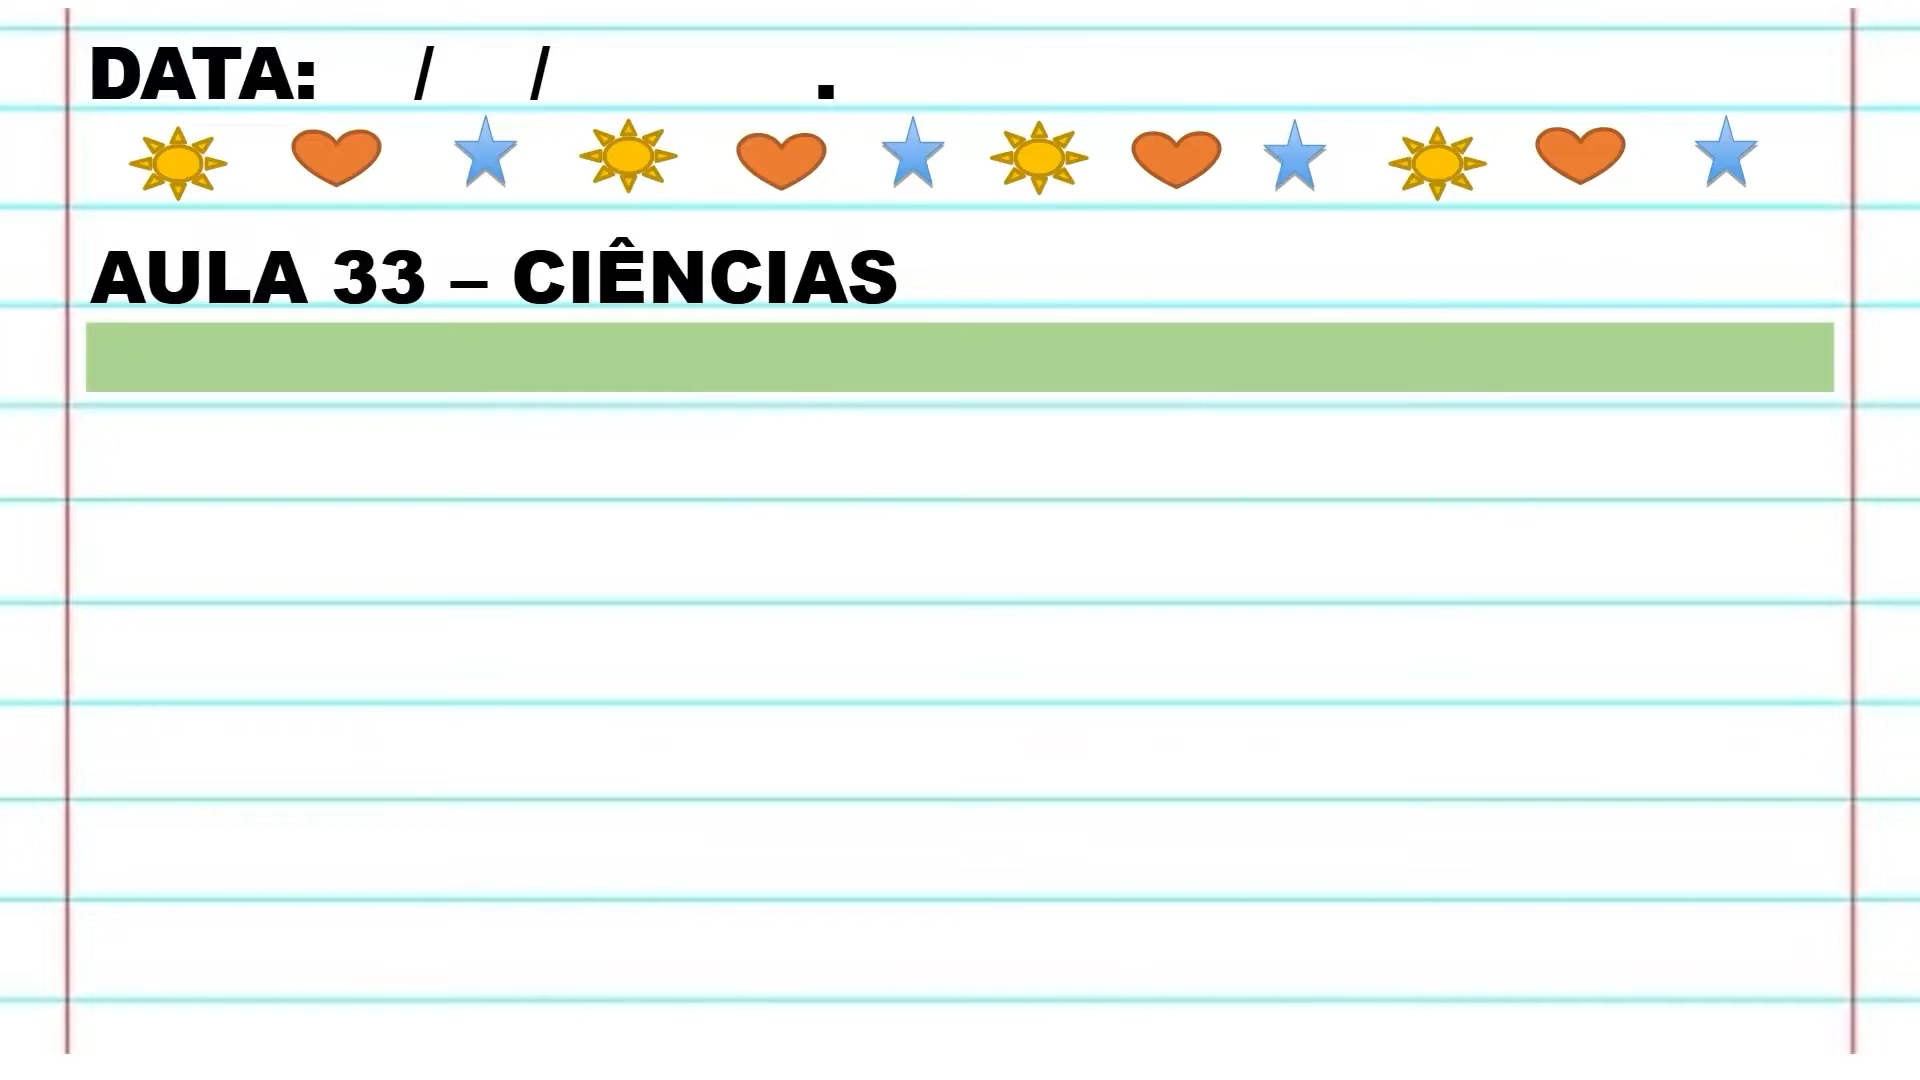 DATA: / / .
AULA 33 – CIÊNCIAS